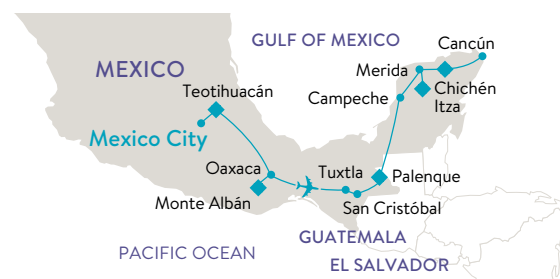 GULF OF MEXICO
Cancún
MEXICO
Merida
Teotihuacán
Chichén
Itza
Campeche
Mexico City
Oaxaca
Tuxtla
Palenque
Monte Albán
San Cristóbal
GUATEMALA
PACIFIC OCEAN
EL SALVADOR